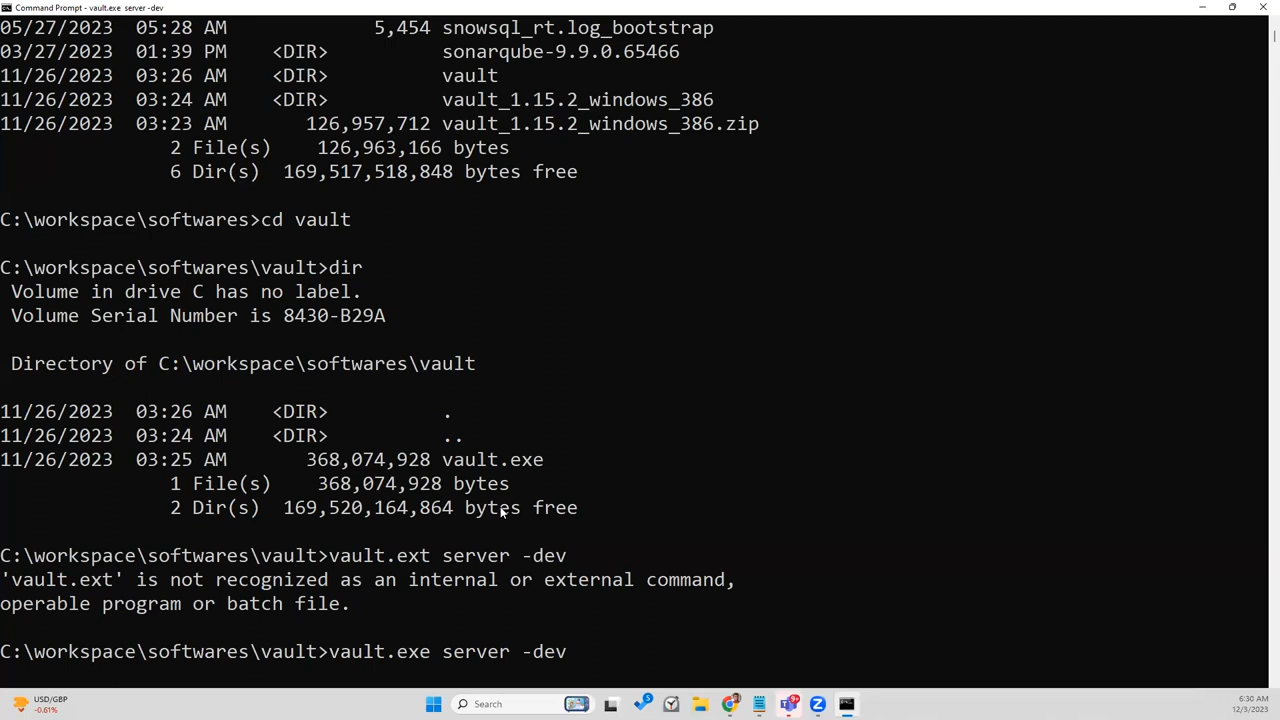 Command Prompt - vault.exe server -dev
05/27/2023 05:28 AM 5,454 snowsql_rt.log_bootstrap
03/27/2023 01:39 PM <DIR> sonarqube-9.9.0.65466
11/26/2023 03:26 AM <DIR> vault
11/26/2023 03:24 AM <DIR> vault_1.15.2_windows_386
11/26/2023 03:23 AM 126,957,712 vault_1.15.2_windows_386.zip
2 File(s) 126,963,166 bytes
6 Dir(s) 169,517,518,848 bytes free
C:\workspace\softwares>cd vault
C:\workspace\softwares\vault>dir
Volume in drive C has no label.
Volume Serial Number is 8430-B29A
Directory of C:\workspace\softwares\vault
11/26/2023 03:26 AM <DIR> .
11/26/2023 03:24 AM <DIR> ..
11/26/2023 03:25 AM 368,074,928 vault.exe
1 File(s) 368,074,928 bytes
2 Dir(s) 169,520,164,864 bytes free
C:\workspace\softwares\vault>vault.ext server -dev
'vault.ext' is not recognized as an internal or external command,
operable program or batch file.
C:\workspace\softwares\vault>vault.exe server -dev
USD/GBP
-0.61%
Search
5
9+
6:30 AM
12/3/2023